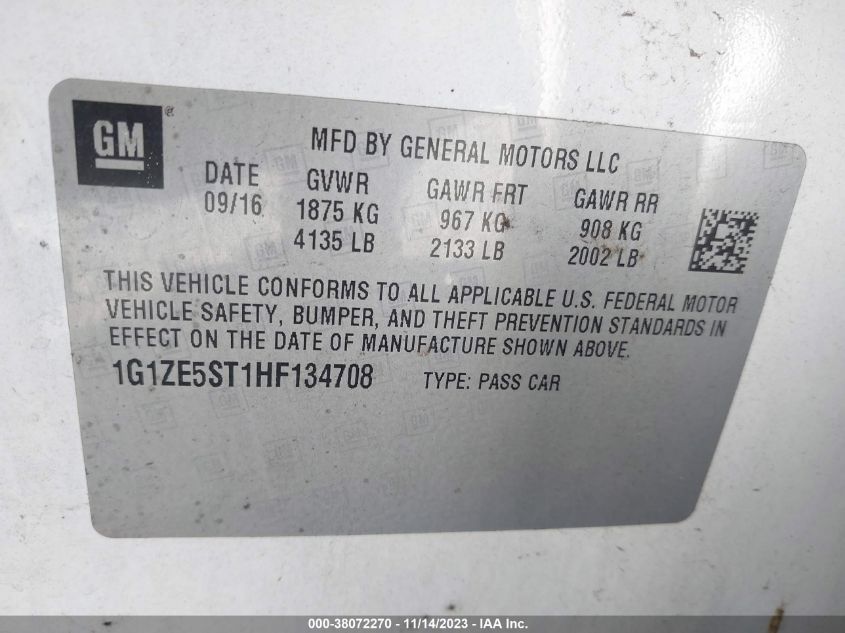 GM®
MFD BY GENERAL MOTORS LLC
DATE GVWR GAWR FRT GAWR RR
09/16 1875 KG 967 KG 908 KG
4135 LB 2133 LB 2002 LB
THIS VEHICLE CONFORMS TO ALL APPLICABLE U.S. FEDERAL MOTOR
VEHICLE SAFETY, BUMPER, AND THEFT PREVENTION STANDARDS IN
EFFECT ON THE DATE OF MANUFACTURE SHOWN ABOVE.
1G1ZE5ST1HF134708 TYPE: PASS CAR
000-38072270 - 11/14/2023 - IAA Inc.